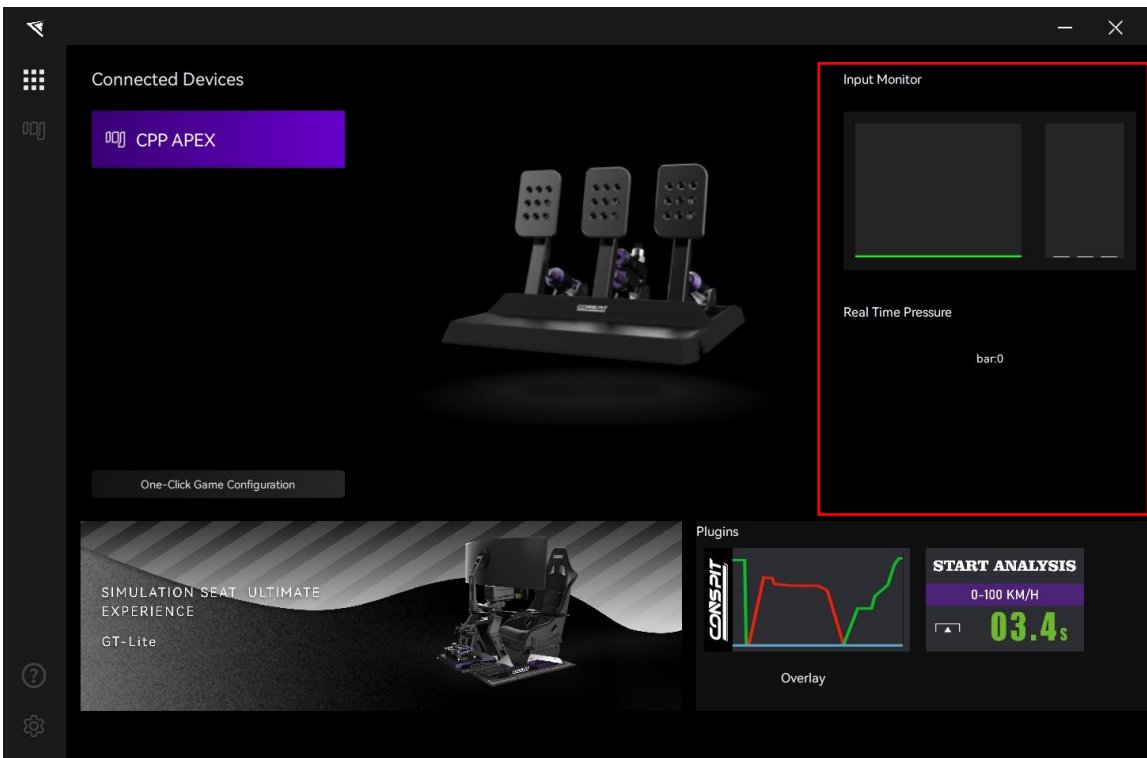 Connected Devices
CPP APEX
One-Click Game Configuration
Input Monitor
Real Time Pressure
bar:0
CONSPIT
SIMULATION SEAT ULTIMATE
EXPERIENCE
GT-Lite
Plugins
CONSPIT
Overlay
START ANALYSIS
0-100 KM/H
03.4s